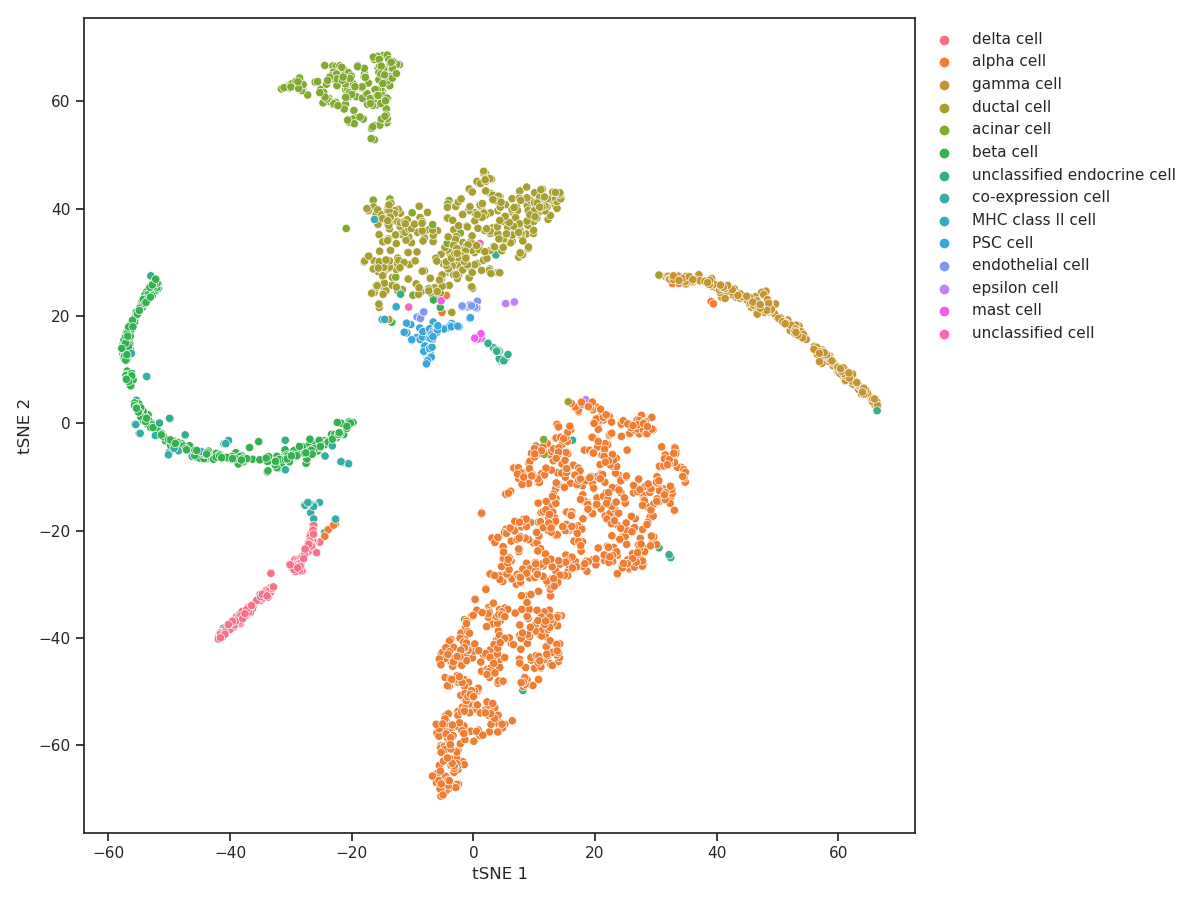 delta cell
alpha cell
gamma cell
ductal cell
acinar cell
beta cell
unclassified endocrine cell
co-expression cell
MHC class II cell
PSC cell
endothelial cell
epsilon cell
mast cell
unclassified cell
60
40
20
0
−20
−40
−60
tSNE 2
−60 −40 −20 0 20 40 60
tSNE 1